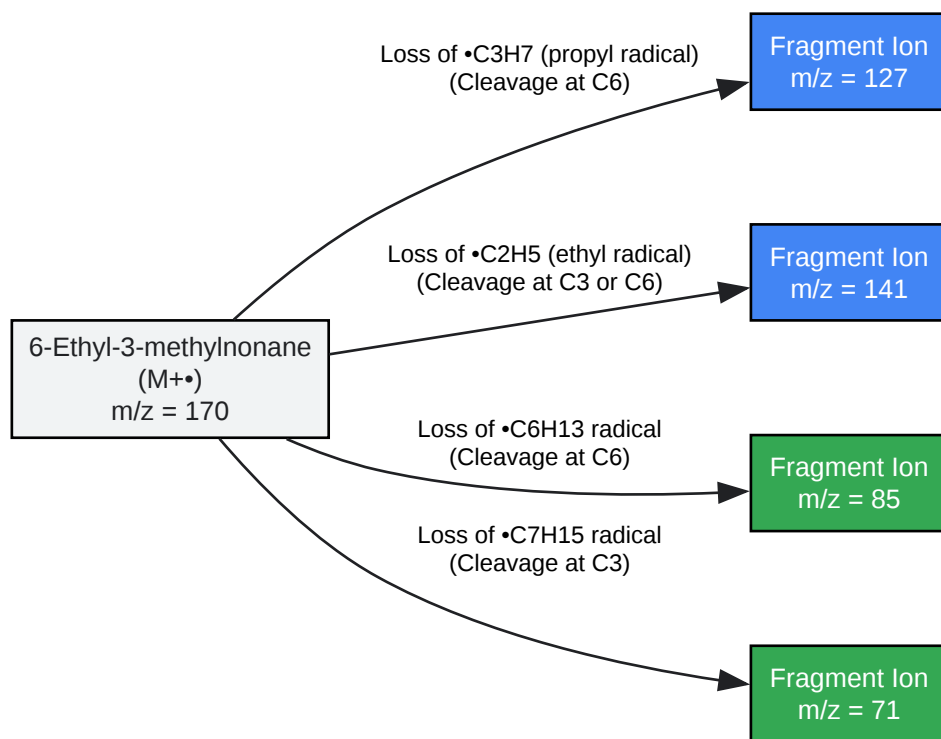 Loss of •C3H7 (propyl radical)
(Cleavage at C6)
Fragment Ion
m/z = 127
Loss of •C2H5 (ethyl radical)
(Cleavage at C3 or C6)
Fragment Ion
m/z = 141
6-Ethyl-3-methylnonane
(M+•)
m/z = 170
Loss of •C6H13 radical
(Cleavage at C6)
Fragment Ion
m/z = 85
Loss of •C7H15 radical
(Cleavage at C3)
Fragment Ion
m/z = 71